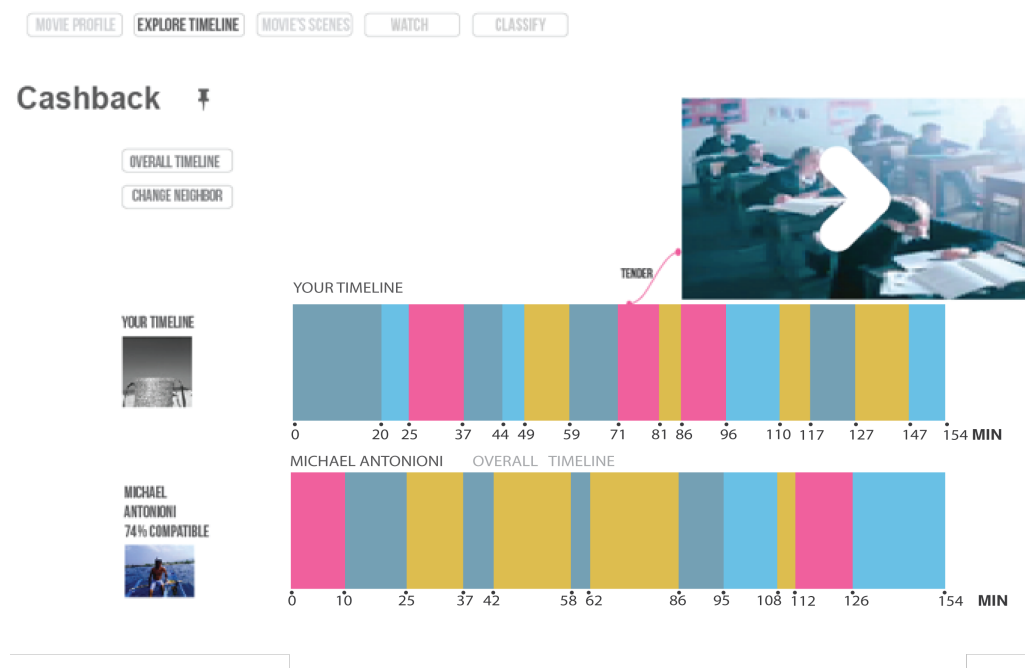 MOVIE PROFILE EXPLORE TIMELINE MOVIE'S SCENES WATCH CLASSIFY
Cashback
OVERALL TIMELINE
CHANGE NEIGHBOR
TENDER
YOUR TIMELINE
YOUR TIMELINE
0 20 25 37 44 49 59 71 81 86 96 110 117 127 147 154 MIN
MICHAEL ANTONIONI OVERALL TIMELINE
MICHAEL
ANTONIONI
74% COMPATIBLE
0 10 25 37 42 58 62 86 95 108 112 126 154 MIN